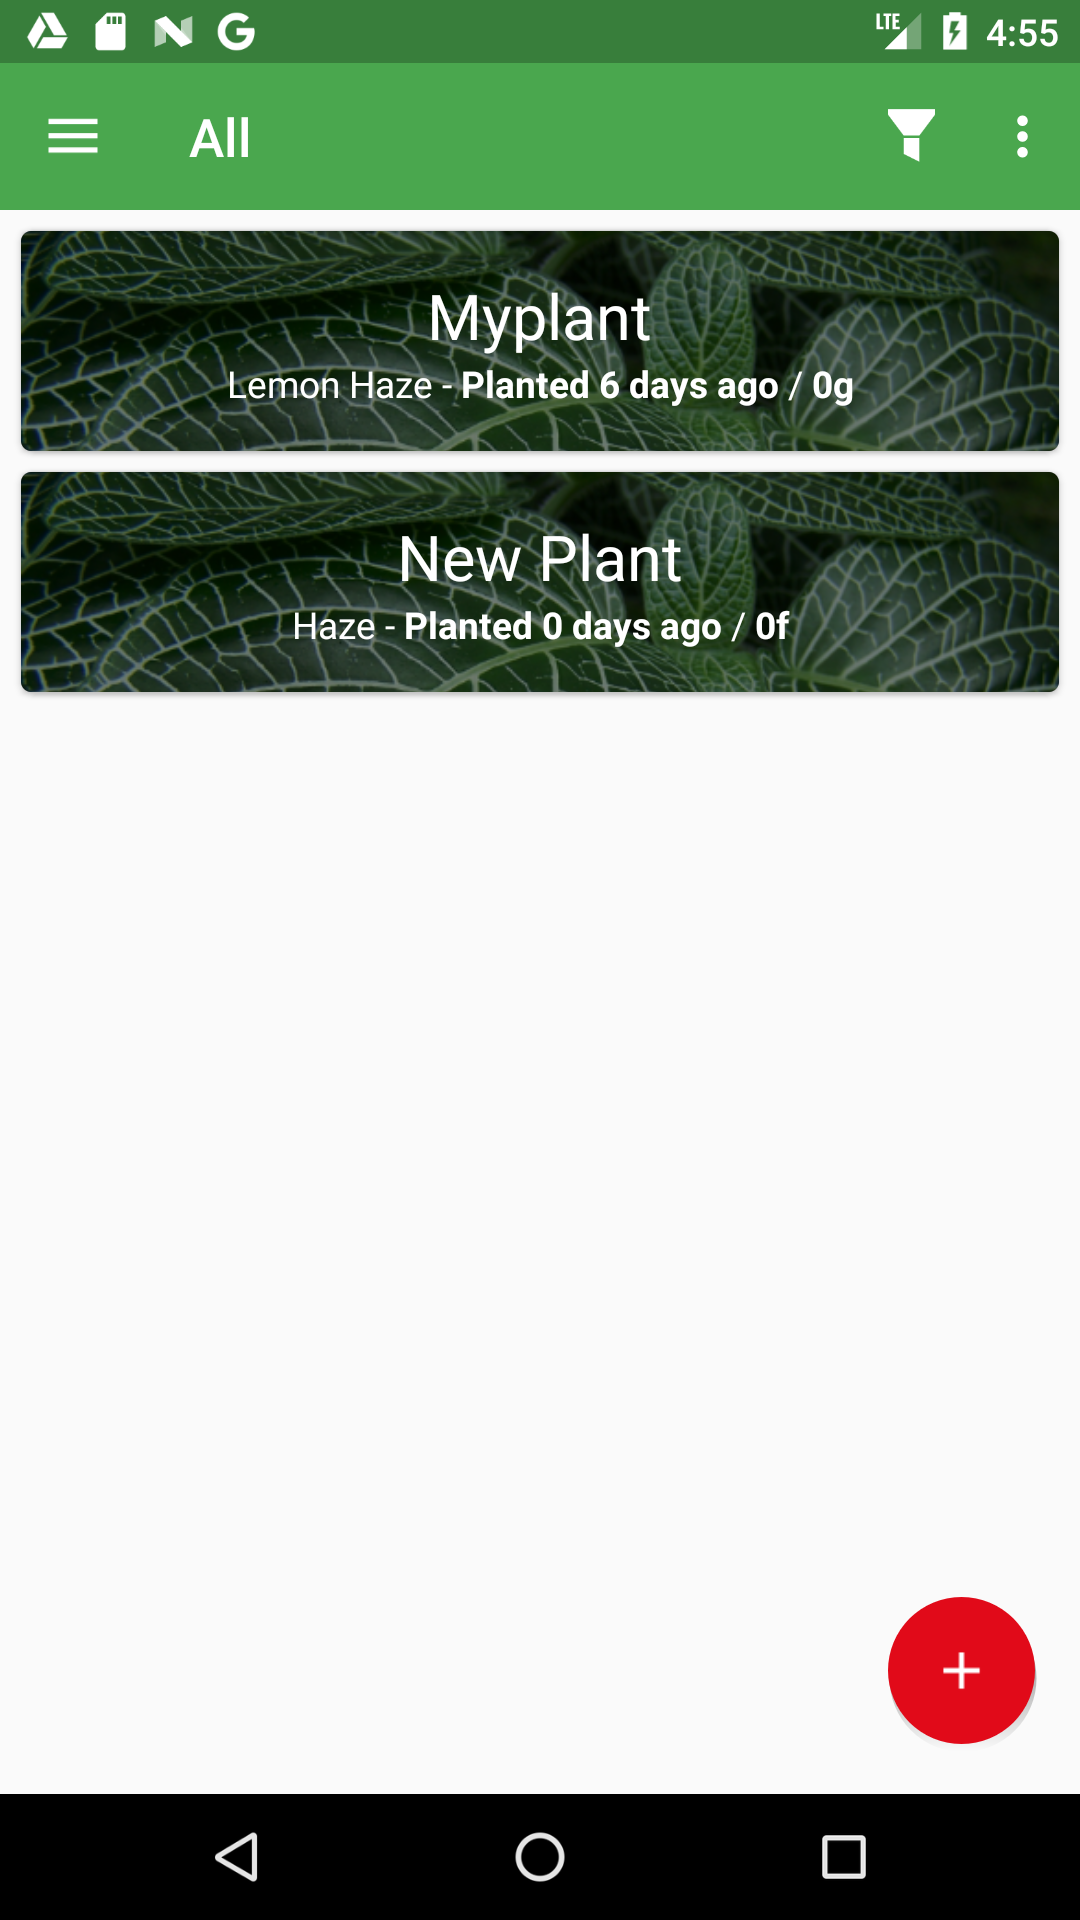 LTE 4:55
All
Myplant
Lemon Haze - Planted 6 days ago / 0g
New Plant
Haze - Planted 0 days ago / 0f